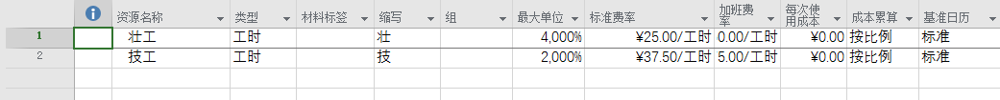 资源名称 类型 材料标签 缩写 组 最大单位 标准费率 加班费率 每次使用成本 成本累算 基准日历
1 壮工 工时 壮 4,000% ¥25.00/工时 0.00/工时 ¥0.00 按比例 标准
2 技工 工时 技 2,000% ¥37.50/工时 5.00/工时 ¥0.00 按比例 标准